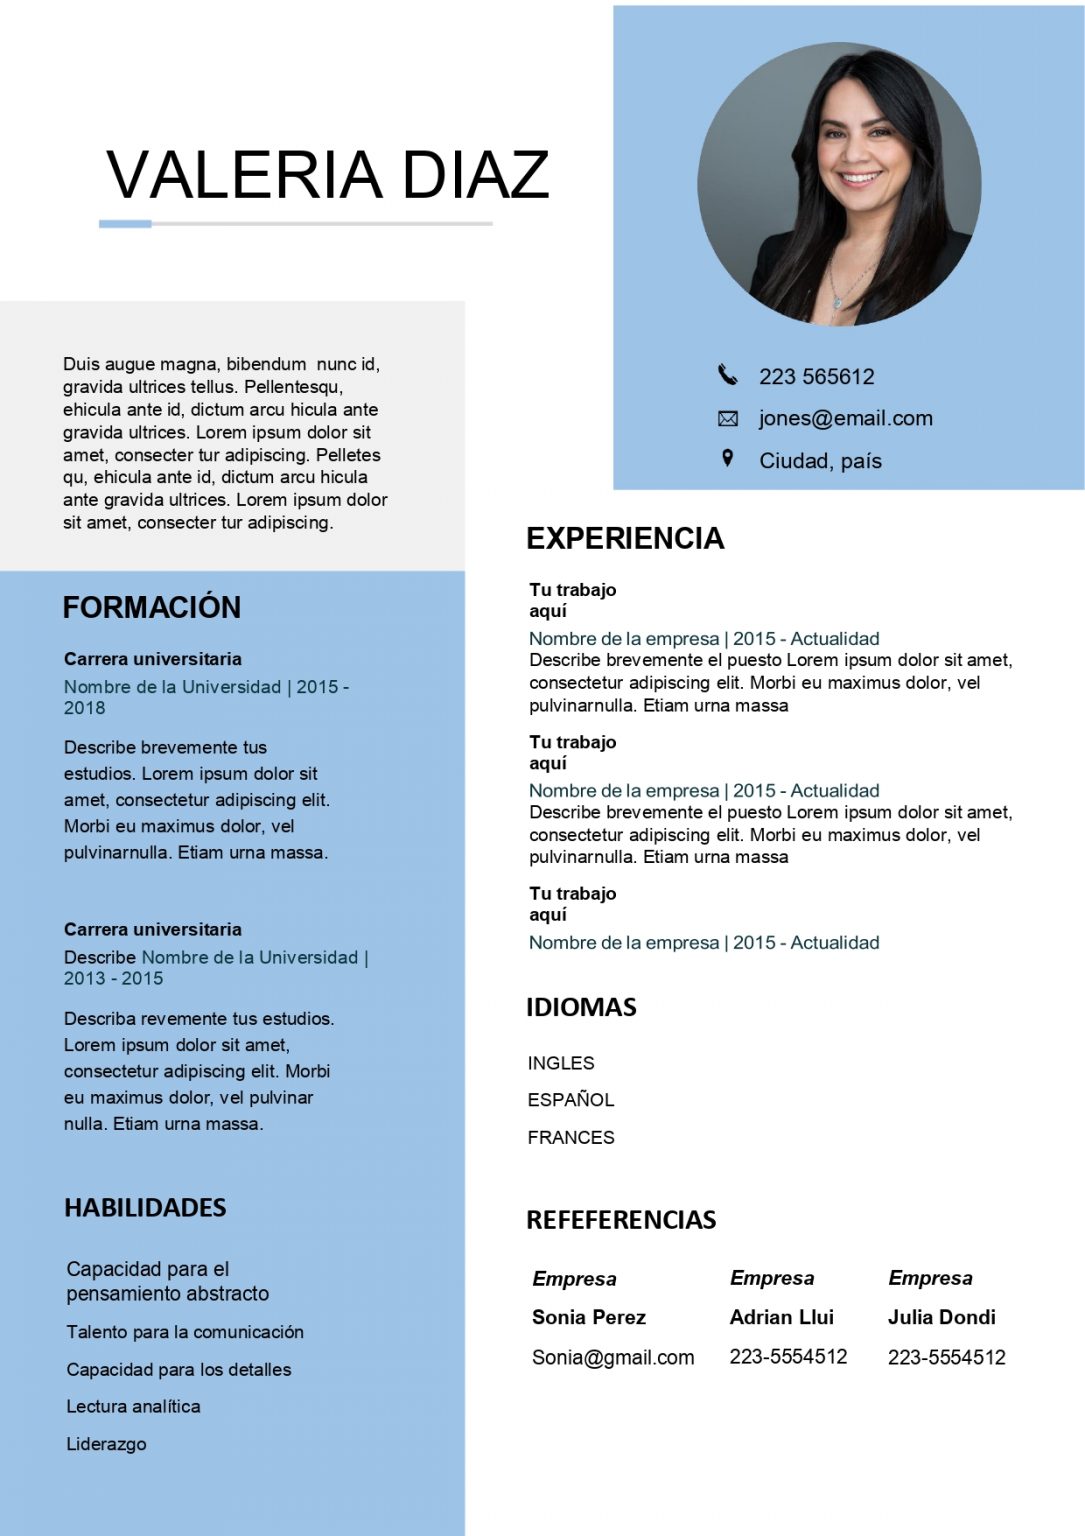 VALERIA DIAZ
223 565612
jones@email.com
Ciudad, país
Duis augue magna, bibendum  nunc id,
gravida ultrices tellus. Pellentesqu,
ehicula ante id, dictum arcu hicula ante
gravida ultrices. Lorem ipsum dolor sit
amet, consecter tur adipiscing. Pelletes
qu, ehicula ante id, dictum arcu hicula
ante gravida ultrices. Lorem ipsum dolor
sit amet, consecter tur adipiscing.
FORMACIÓN
Carrera universitaria
Nombre de la Universidad | 2015 -
2018
Describe brevemente tus
estudios. Lorem ipsum dolor sit
amet, consectetur adipiscing elit.
Morbi eu maximus dolor, vel
pulvinarnulla. Etiam urna massa.
Carrera universitaria
Describe Nombre de la Universidad |
2013 - 2015
Describa revemente tus estudios.
Lorem ipsum dolor sit amet,
consectetur adipiscing elit. Morbi
eu maximus dolor, vel pulvinar
nulla. Etiam urna massa.
HABILIDADES
Capacidad para el
pensamiento abstracto
Talento para la comunicación
Capacidad para los detalles
Lectura analítica
Liderazgo
EXPERIENCIA
Tu trabajo
aquí
Nombre de la empresa | 2015 - Actualidad
Describe brevemente el puesto Lorem ipsum dolor sit amet,
consectetur adipiscing elit. Morbi eu maximus dolor, vel
pulvinarnulla. Etiam urna massa
Tu trabajo
aquí
Nombre de la empresa | 2015 - Actualidad
Describe brevemente el puesto Lorem ipsum dolor sit amet,
consectetur adipiscing elit. Morbi eu maximus dolor, vel
pulvinarnulla. Etiam urna massa
Tu trabajo
aquí
Nombre de la empresa | 2015 - Actualidad
IDIOMAS
INGLES
ESPAÑOL
FRANCES
REFEFERENCIAS
Empresa
Sonia Perez
Sonia@gmail.com
Empresa
Adrian Llui
223-5554512
Empresa
Julia Dondi
223-5554512